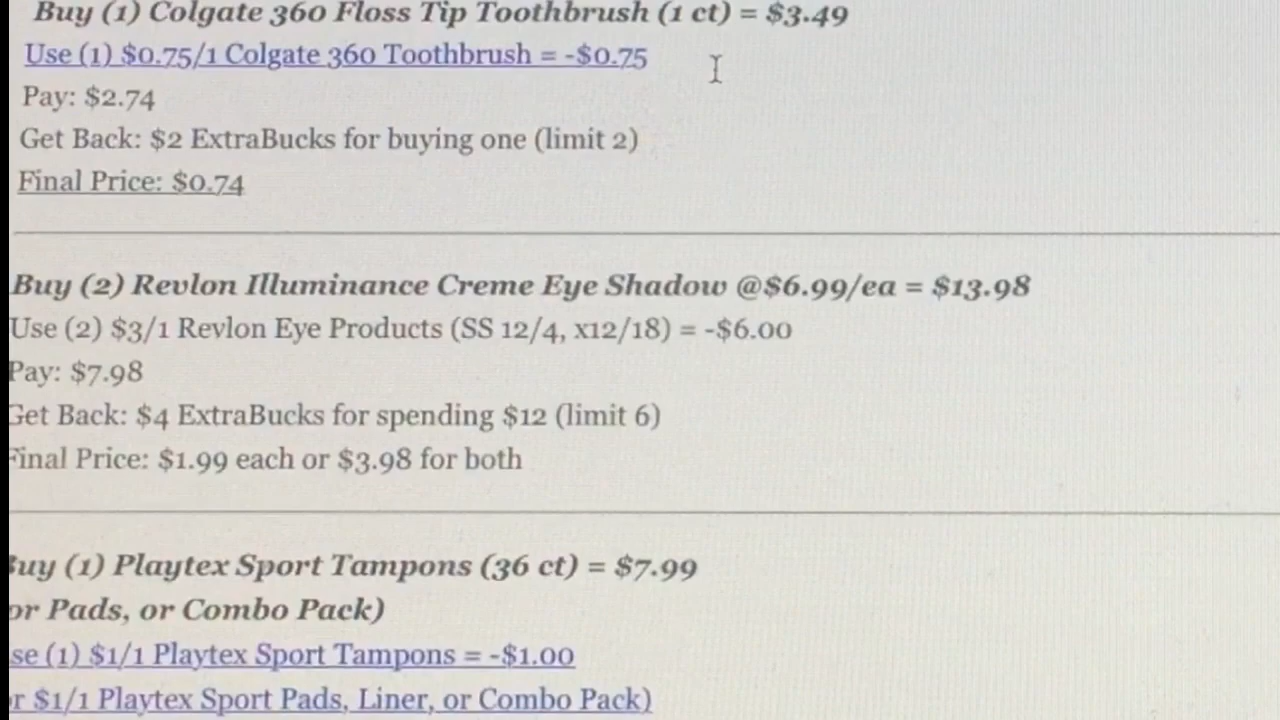 Buy (1) Colgate 360 Floss Tip Toothbrush (1 ct) = $3.49
Use (1) $0.75/1 Colgate 360 Toothbrush = -$0.75
Pay: $2.74
Get Back: $2 ExtraBucks for buying one (limit 2)
Final Price: $0.74
Buy (2) Revlon Illuminance Creme Eye Shadow @$6.99/ea = $13.98
Use (2) $3/1 Revlon Eye Products (SS 12/4, x12/18) = -$6.00
Pay: $7.98
Get Back: $4 ExtraBucks for spending $12 (limit 6)
Final Price: $1.99 each or $3.98 for both
Buy (1) Playtex Sport Tampons (36 ct) = $7.99
or Pads, or Combo Pack)
se (1) $1/1 Playtex Sport Tampons = -$1.00
r $1/1 Playtex Sport Pads, Liner, or Combo Pack)